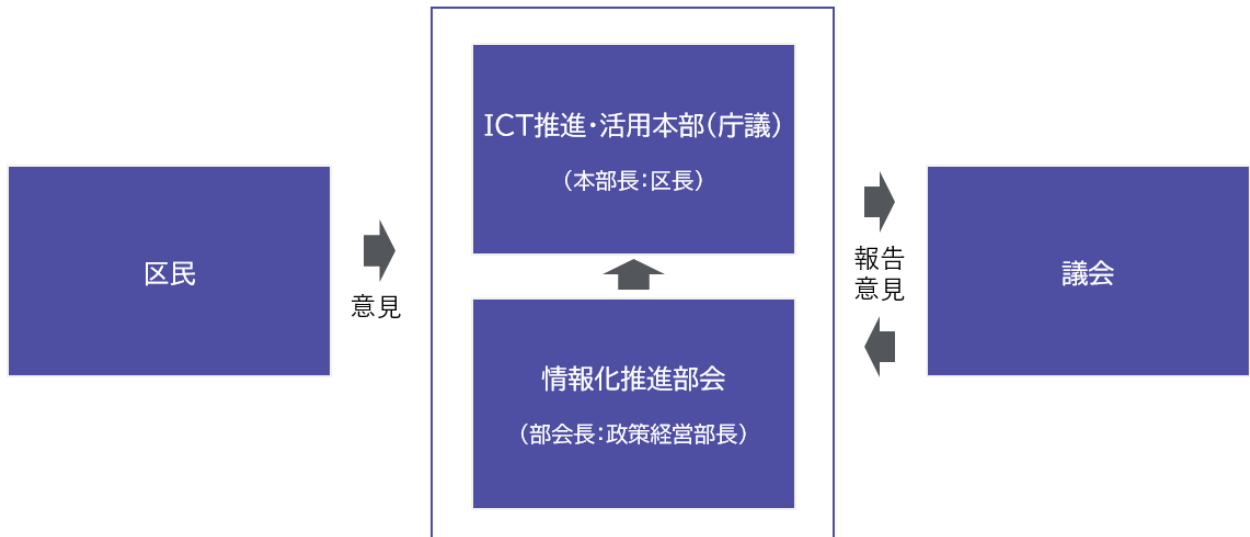 区民
意見
ICT推進・活用本部(庁議)
(本部長:区長)
情報化推進部会
(部会長:政策経営部長)
報告
意見
議会